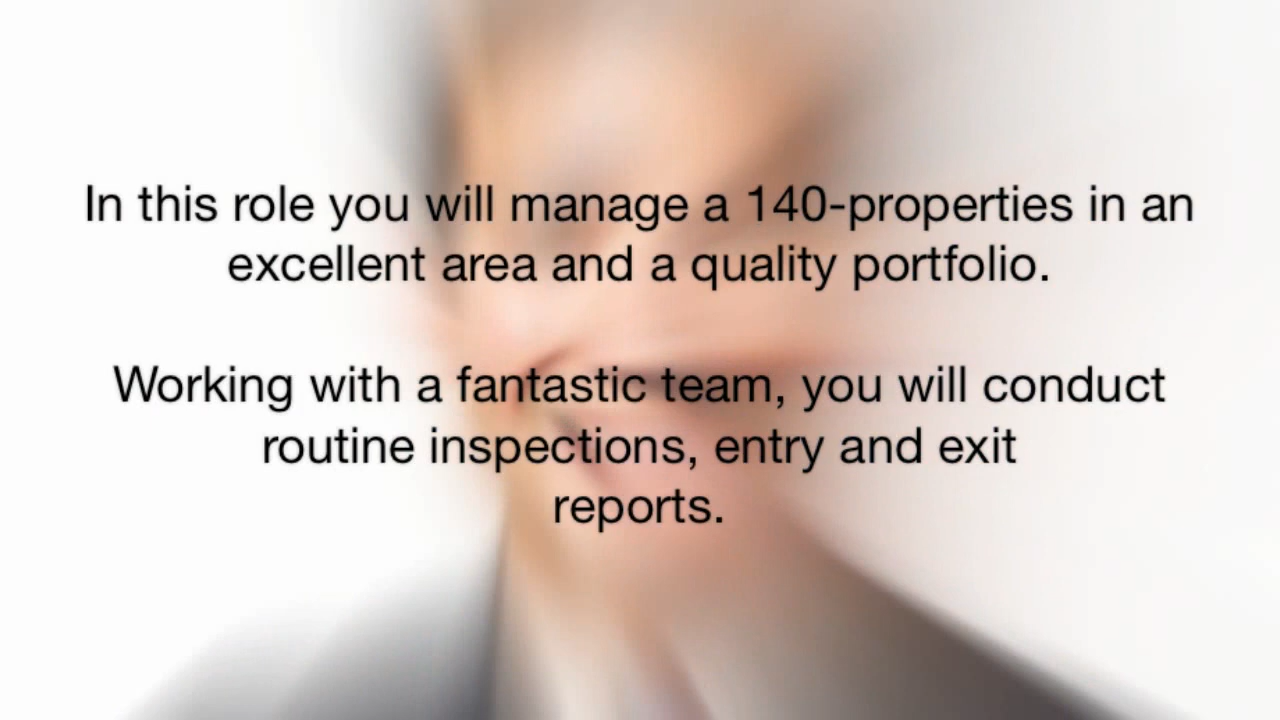 In this role you will manage a 140-properties in an
excellent area and a quality portfolio.
Working with a fantastic team, you will conduct
routine inspections, entry and exit
reports.